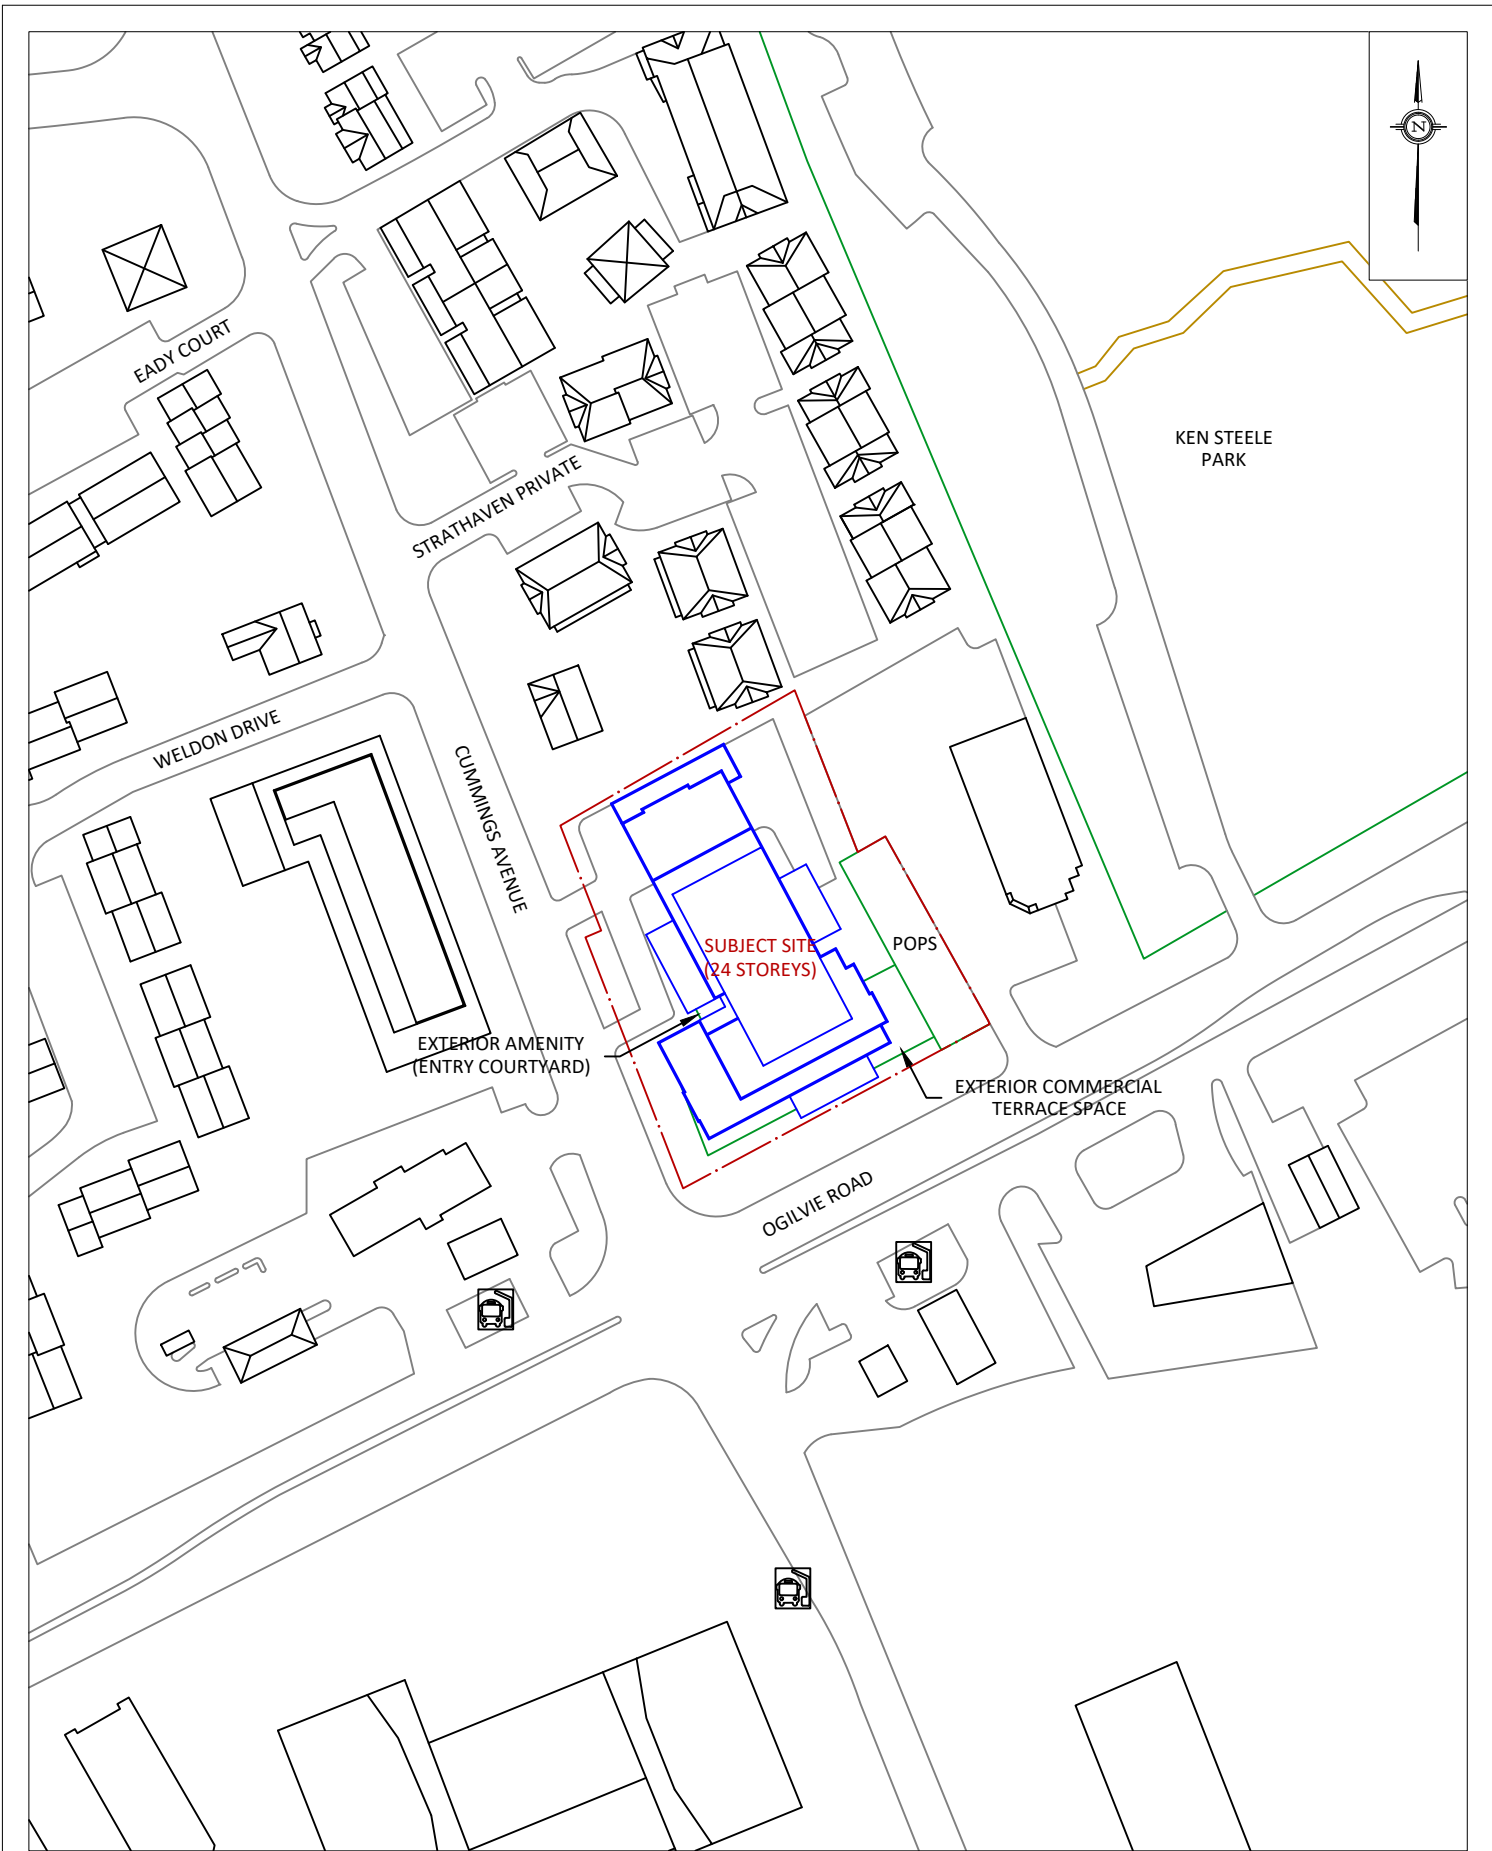 N
EADY COURT
KEN STEELE
PARK
STRATHAVEN PRIVATE
WELDON DRIVE
CUMMINGS AVENUE
SUBJECT SITE
(24 STOREYS)
POPS
EXTERIOR AMENITY
(ENTRY COURTYARD)
EXTERIOR COMMERCIAL
TERRACE SPACE
OGILVIE ROAD